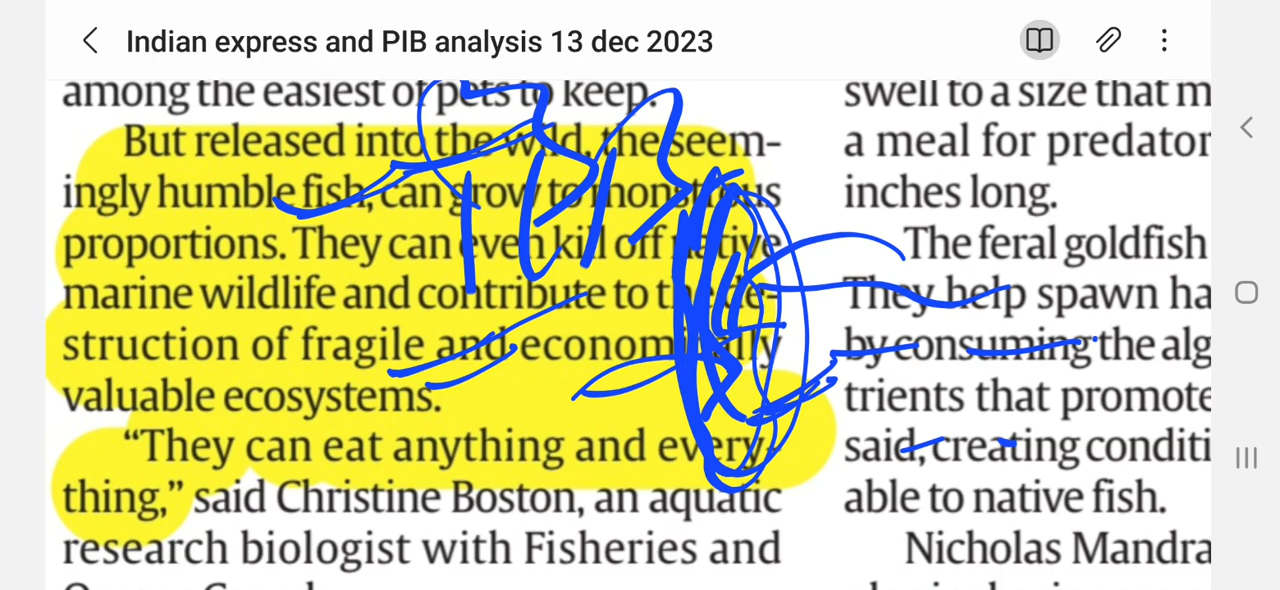 Indian express and PIB analysis 13 dec 2023
among the easiest of pets to keep.
But released into the wild, the seem-
ingly humble fish, can grow to monstrous
proportions. They can even kill off native
marine wildlife and contribute to the de-
struction of fragile and economically
valuable ecosystems.
“They can eat anything and every-
thing,” said Christine Boston, an aquatic
research biologist with Fisheries and
swell to a size that m
a meal for predator
inches long.
The feral goldfish
They help spawn ha
by consuming the alg
trients that promote
said, creating conditi
able to native fish.
Nicholas Mandra